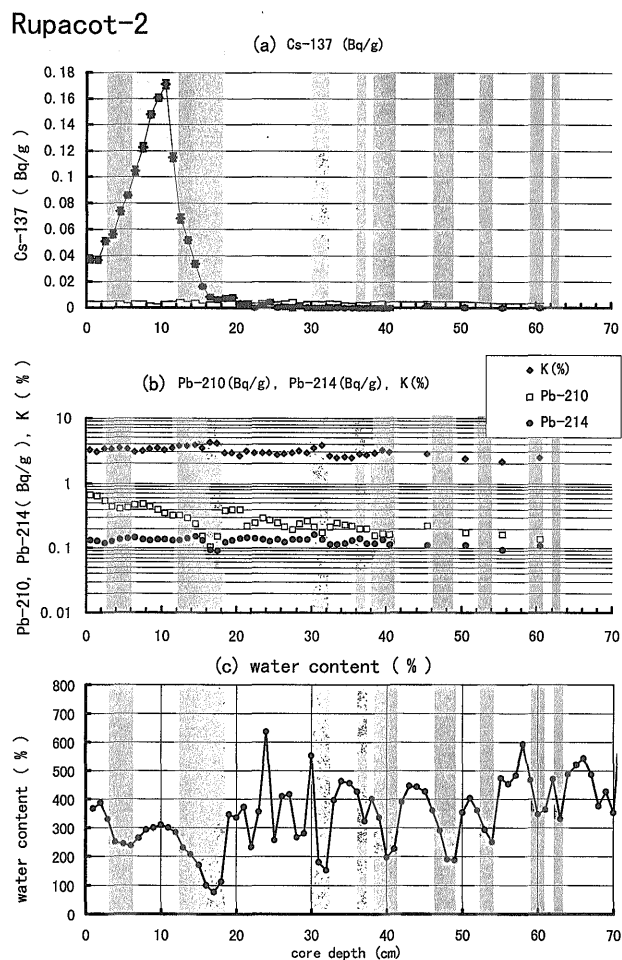 Rupacot-2
(a) Cs-137 (Bq/g)
Cs-137 ( Bq/g )
0.18
0.16
0.14
0.12
0.1
0.08
0.06
0.04
0.02
0
0 10 20 30 40 50 60 70
(b) Pb-210(Bq/g), Pb-214(Bq/g), K(%)
K(%)
Pb-210
Pb-214
Pb-210, Pb-214( Bq/g ), K ( % )
10
1
0.1
0.01
0 10 20 30 40 50 60 70
(c) water content ( % )
water content ( % )
800
700
600
500
400
300
200
100
0
0 10 20 30 40 50 60 70
core depth (cm)